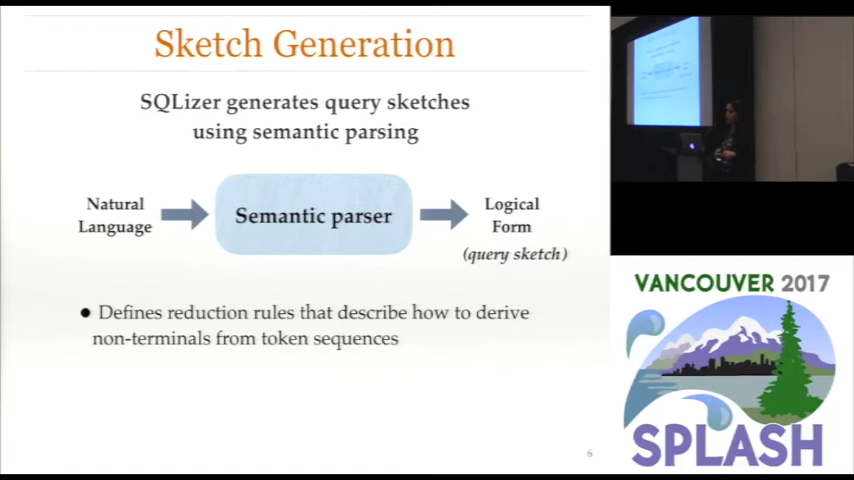 Sketch Generation
SQLizer generates query sketches
using semantic parsing
Natural
Language
Semantic parser
Logical
Form
(query sketch)
● Defines reduction rules that describe how to derive
non-terminals from token sequences
6
VANCOUVER 2017
SPLASH